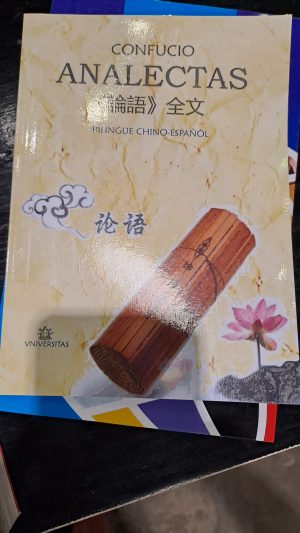 CONFUCIO
ANALECTAS
《論語》全文
BILINGÜE CHINO-ESPAÑOL
论语
VNIVERSITAS